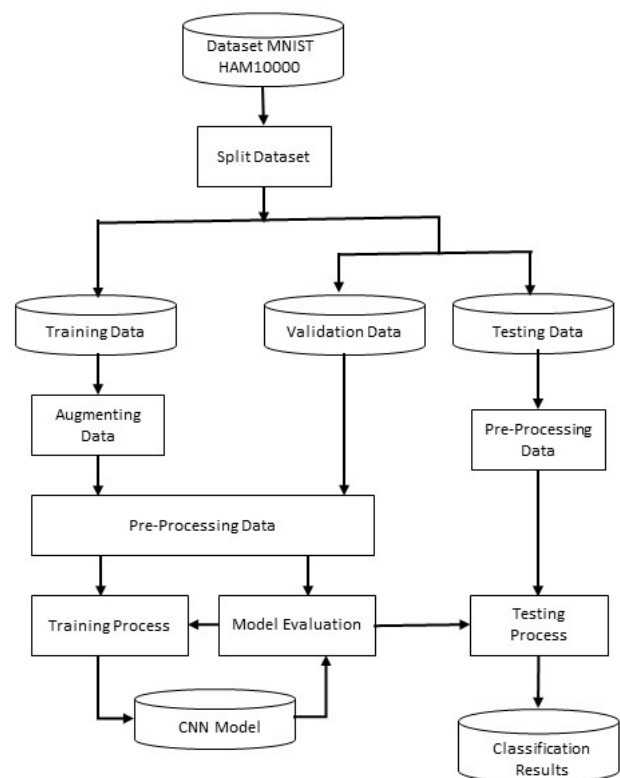 Dataset MNIST
HAM10000
Split Dataset
Training Data
Validation Data
Testing Data
Augmenting
Data
Pre-Processing
Data
Pre-Processing Data
Training Process
Model Evaluation
Testing
Process
CNN Model
Classification
Results